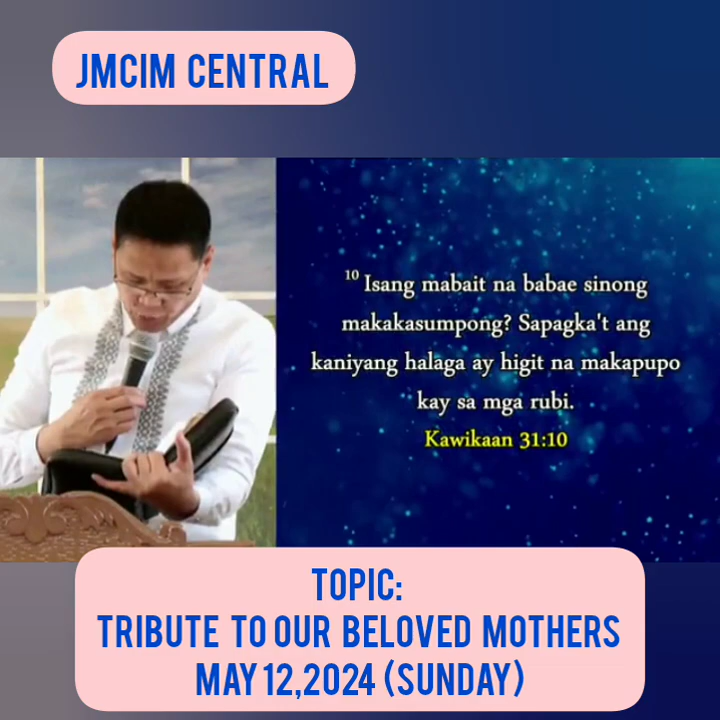 JMCIM CENTRAL
10 Isang mabait na babae sinong
makakasumpong? Sapagka't ang
kaniyang halaga ay higit na makapupo
kay sa mga rubi.
Kawikaan 31:10
TOPIC:
TRIBUTE TO OUR BELOVED MOTHERS
MAY 12,2024 (SUNDAY)